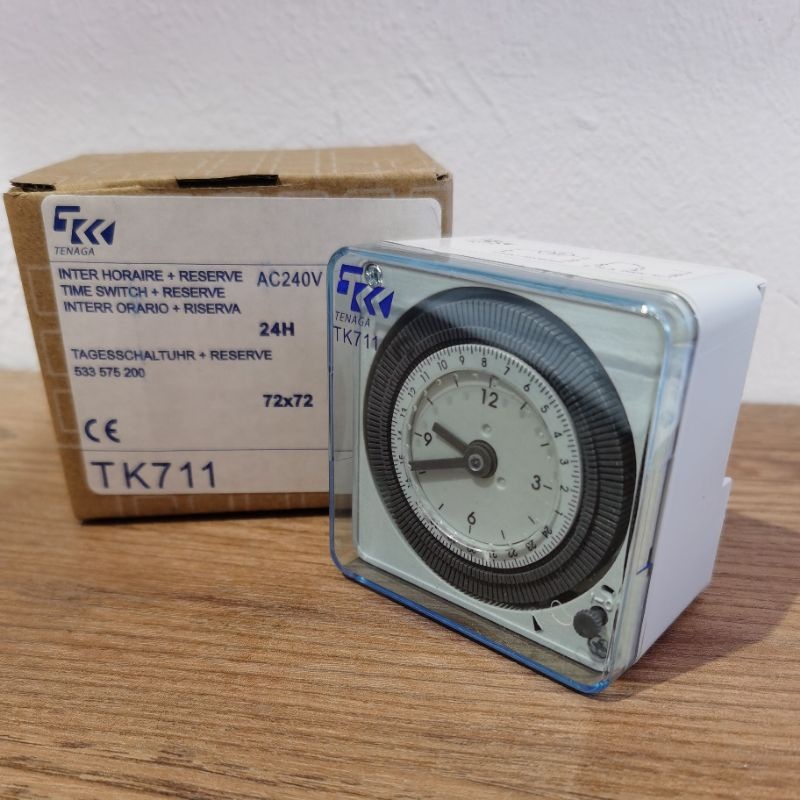 TENAGA
INTER HORAIRE + RESERVE AC240V
TIME SWITCH + RESERVE
INTERR ORARIO + RISERVA
24H
TAGESSCHALTUHR + RESERVE
533 575 200
72x72
CE
TK711
TENAGA
TK711
12
9
3
6